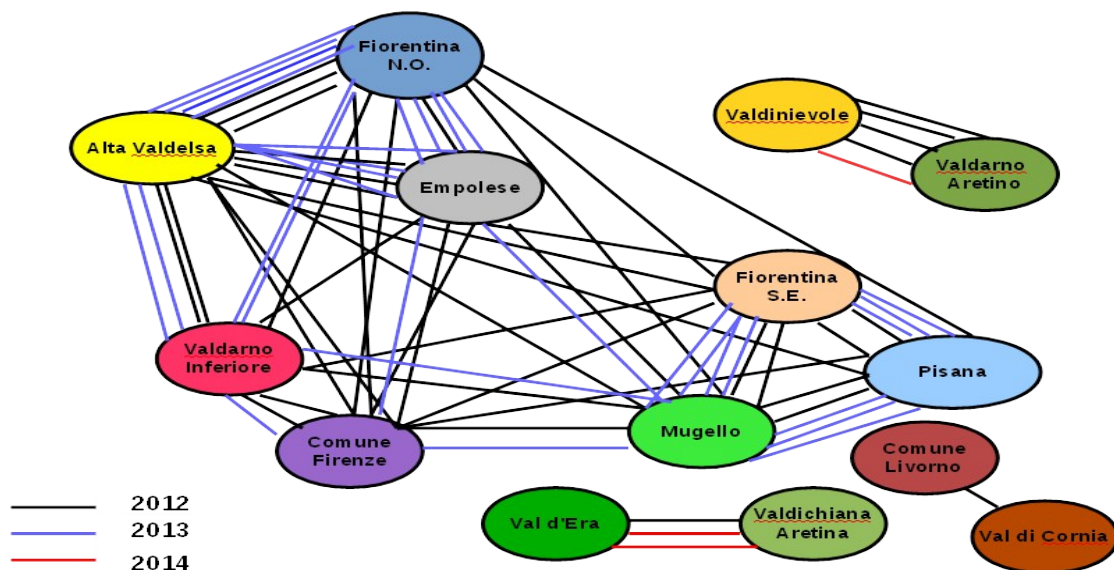 Fiorentina
N.O.
Valdinievole
Alta Valdelsa
Valdarno
Aretino
Empolese
Fiorentina
S.E.
Valdarno
Inferiore
Pisana
Mugello
Comune
Firenze
Comune
Livorno
Val d'Era
Valdichiana
Aretina
Val di Cornia
2012
2013
2014